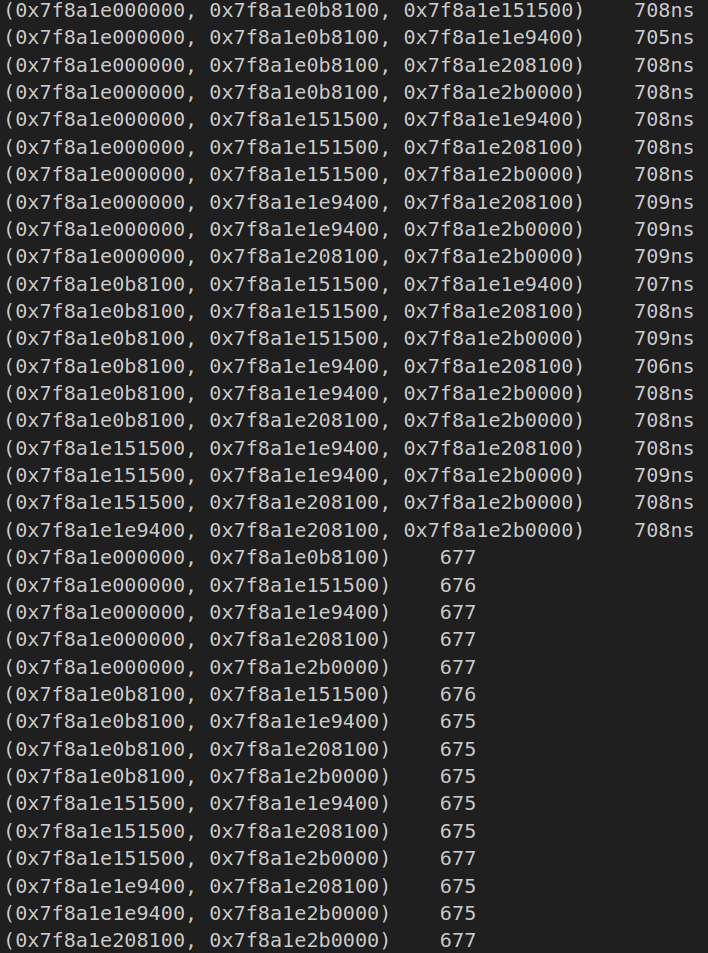 (0x7f8a1e000000, 0x7f8a1e0b8100, 0x7f8a1e151500)    708ns
(0x7f8a1e000000, 0x7f8a1e0b8100, 0x7f8a1e1e9400)    705ns
(0x7f8a1e000000, 0x7f8a1e0b8100, 0x7f8a1e208100)    708ns
(0x7f8a1e000000, 0x7f8a1e0b8100, 0x7f8a1e2b0000)    708ns
(0x7f8a1e000000, 0x7f8a1e151500, 0x7f8a1e1e9400)    708ns
(0x7f8a1e000000, 0x7f8a1e151500, 0x7f8a1e208100)    708ns
(0x7f8a1e000000, 0x7f8a1e151500, 0x7f8a1e2b0000)    708ns
(0x7f8a1e000000, 0x7f8a1e1e9400, 0x7f8a1e208100)    709ns
(0x7f8a1e000000, 0x7f8a1e1e9400, 0x7f8a1e2b0000)    709ns
(0x7f8a1e000000, 0x7f8a1e208100, 0x7f8a1e2b0000)    709ns
(0x7f8a1e0b8100, 0x7f8a1e151500, 0x7f8a1e1e9400)    707ns
(0x7f8a1e0b8100, 0x7f8a1e151500, 0x7f8a1e208100)    708ns
(0x7f8a1e0b8100, 0x7f8a1e151500, 0x7f8a1e2b0000)    709ns
(0x7f8a1e0b8100, 0x7f8a1e1e9400, 0x7f8a1e208100)    706ns
(0x7f8a1e0b8100, 0x7f8a1e1e9400, 0x7f8a1e2b0000)    708ns
(0x7f8a1e0b8100, 0x7f8a1e208100, 0x7f8a1e2b0000)    708ns
(0x7f8a1e151500, 0x7f8a1e1e9400, 0x7f8a1e208100)    708ns
(0x7f8a1e151500, 0x7f8a1e1e9400, 0x7f8a1e2b0000)    709ns
(0x7f8a1e151500, 0x7f8a1e208100, 0x7f8a1e2b0000)    708ns
(0x7f8a1e1e9400, 0x7f8a1e208100, 0x7f8a1e2b0000)    708ns
(0x7f8a1e000000, 0x7f8a1e0b8100)    677
(0x7f8a1e000000, 0x7f8a1e151500)    676
(0x7f8a1e000000, 0x7f8a1e1e9400)    677
(0x7f8a1e000000, 0x7f8a1e208100)    677
(0x7f8a1e000000, 0x7f8a1e2b0000)    677
(0x7f8a1e0b8100, 0x7f8a1e151500)    676
(0x7f8a1e0b8100, 0x7f8a1e1e9400)    675
(0x7f8a1e0b8100, 0x7f8a1e208100)    675
(0x7f8a1e0b8100, 0x7f8a1e2b0000)    675
(0x7f8a1e151500, 0x7f8a1e1e9400)    675
(0x7f8a1e151500, 0x7f8a1e208100)    675
(0x7f8a1e151500, 0x7f8a1e2b0000)    677
(0x7f8a1e1e9400, 0x7f8a1e208100)    675
(0x7f8a1e1e9400, 0x7f8a1e2b0000)    675
(0x7f8a1e208100, 0x7f8a1e2b0000)    677